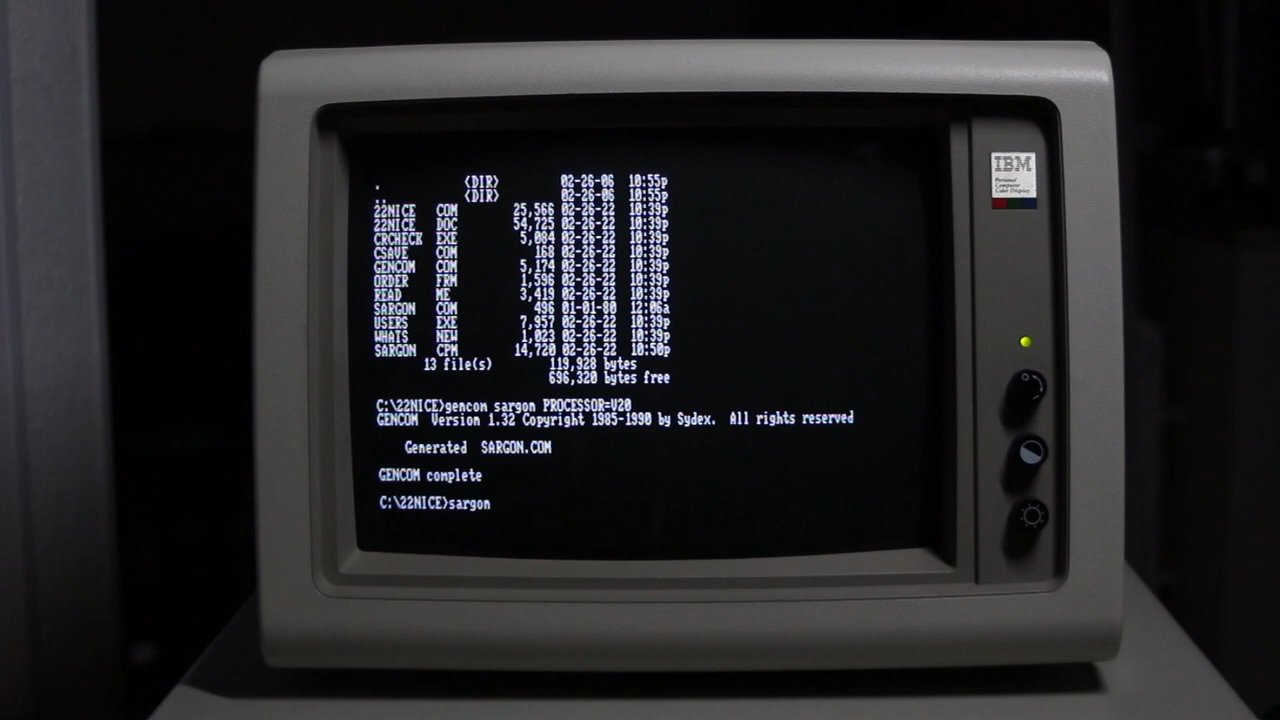 .            <DIR>         02-26-06  10:55p
..           <DIR>         02-26-06  10:55p
22NICE   COM        25,566 02-26-22  10:39p
22NICE   DOC        54,725 02-26-22  10:39p
CRCHECK  EXE         5,084 02-26-22  10:39p
CSAVE    COM           168 02-26-22  10:39p
GENCOM   COM         5,174 02-26-22  10:39p
ORDER    FRM         1,596 02-26-22  10:39p
READ     ME          3,419 02-26-22  10:39p
SARGON   COM           496 01-01-80  12:06a
USERS    EXE         7,957 02-26-22  10:39p
WHATS    NEW         1,023 02-26-22  10:39p
SARGON   CPM        14,720 02-26-22  10:50p
13 file(s)        119,928 bytes
696,320 bytes free
C:\22NICE>gencom sargon PROCESSOR=V20
GENCOM  Version 1.32 Copyright 1985-1990 by Sydex.  All rights reserved
Generated  SARGON.COM
GENCOM complete
C:\22NICE>sargon
IBM
Personal
Computer
Color Display